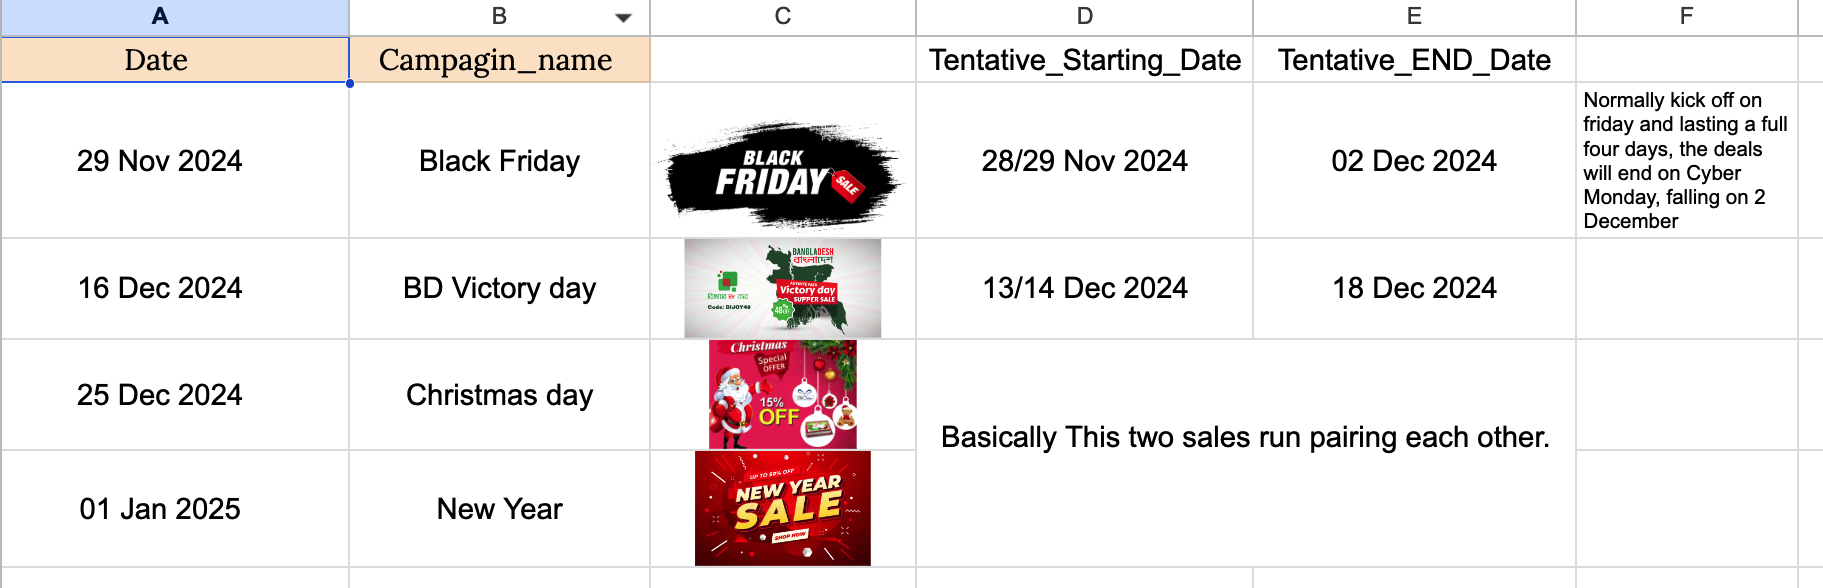 A B C D E F
Date Campagin_name Tentative_Starting_Date Tentative_END_Date
29 Nov 2024 Black Friday
BLACK
FRIDAY
SALE
28/29 Nov 2024 02 Dec 2024
Normally kick off on
friday and lasting a full
four days, the deals
will end on Cyber
Monday, falling on 2
December
16 Dec 2024 BD Victory day
BANGLADESH
বাংলাদেশ
Victory day
SUPPER SALE
48%
OFF
Code: BIJOY48
13/14 Dec 2024 18 Dec 2024
25 Dec 2024 Christmas day
Christmas
Special
OFFER
15%
OFF
Basically This two sales run pairing each other.
01 Jan 2025 New Year
UP TO 50% OFF
NEW YEAR
SALE
SHOP NOW